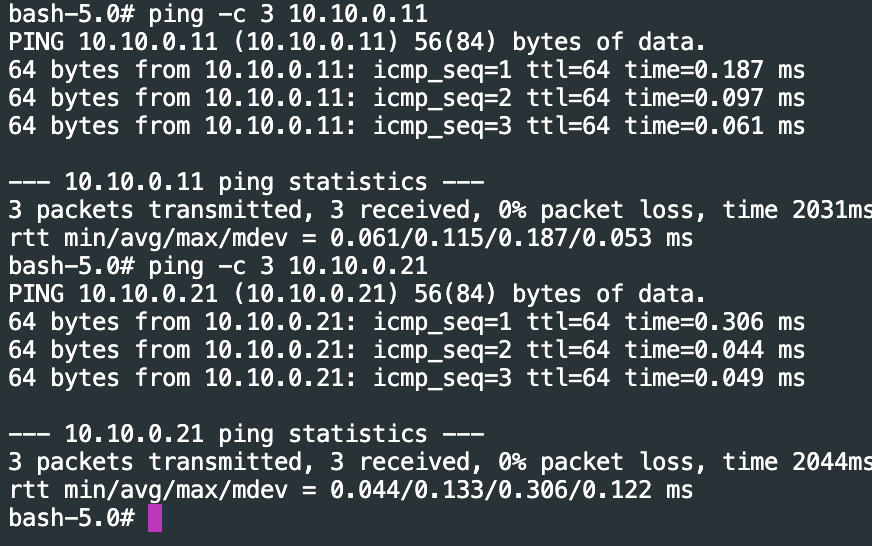 bash-5.0# ping -c 3 10.10.0.11
PING 10.10.0.11 (10.10.0.11) 56(84) bytes of data.
64 bytes from 10.10.0.11: icmp_seq=1 ttl=64 time=0.187 ms
64 bytes from 10.10.0.11: icmp_seq=2 ttl=64 time=0.097 ms
64 bytes from 10.10.0.11: icmp_seq=3 ttl=64 time=0.061 ms

--- 10.10.0.11 ping statistics ---
3 packets transmitted, 3 received, 0% packet loss, time 2031ms
rtt min/avg/max/mdev = 0.061/0.115/0.187/0.053 ms
bash-5.0# ping -c 3 10.10.0.21
PING 10.10.0.21 (10.10.0.21) 56(84) bytes of data.
64 bytes from 10.10.0.21: icmp_seq=1 ttl=64 time=0.306 ms
64 bytes from 10.10.0.21: icmp_seq=2 ttl=64 time=0.044 ms
64 bytes from 10.10.0.21: icmp_seq=3 ttl=64 time=0.049 ms

--- 10.10.0.21 ping statistics ---
3 packets transmitted, 3 received, 0% packet loss, time 2044ms
rtt min/avg/max/mdev = 0.044/0.133/0.306/0.122 ms
bash-5.0#